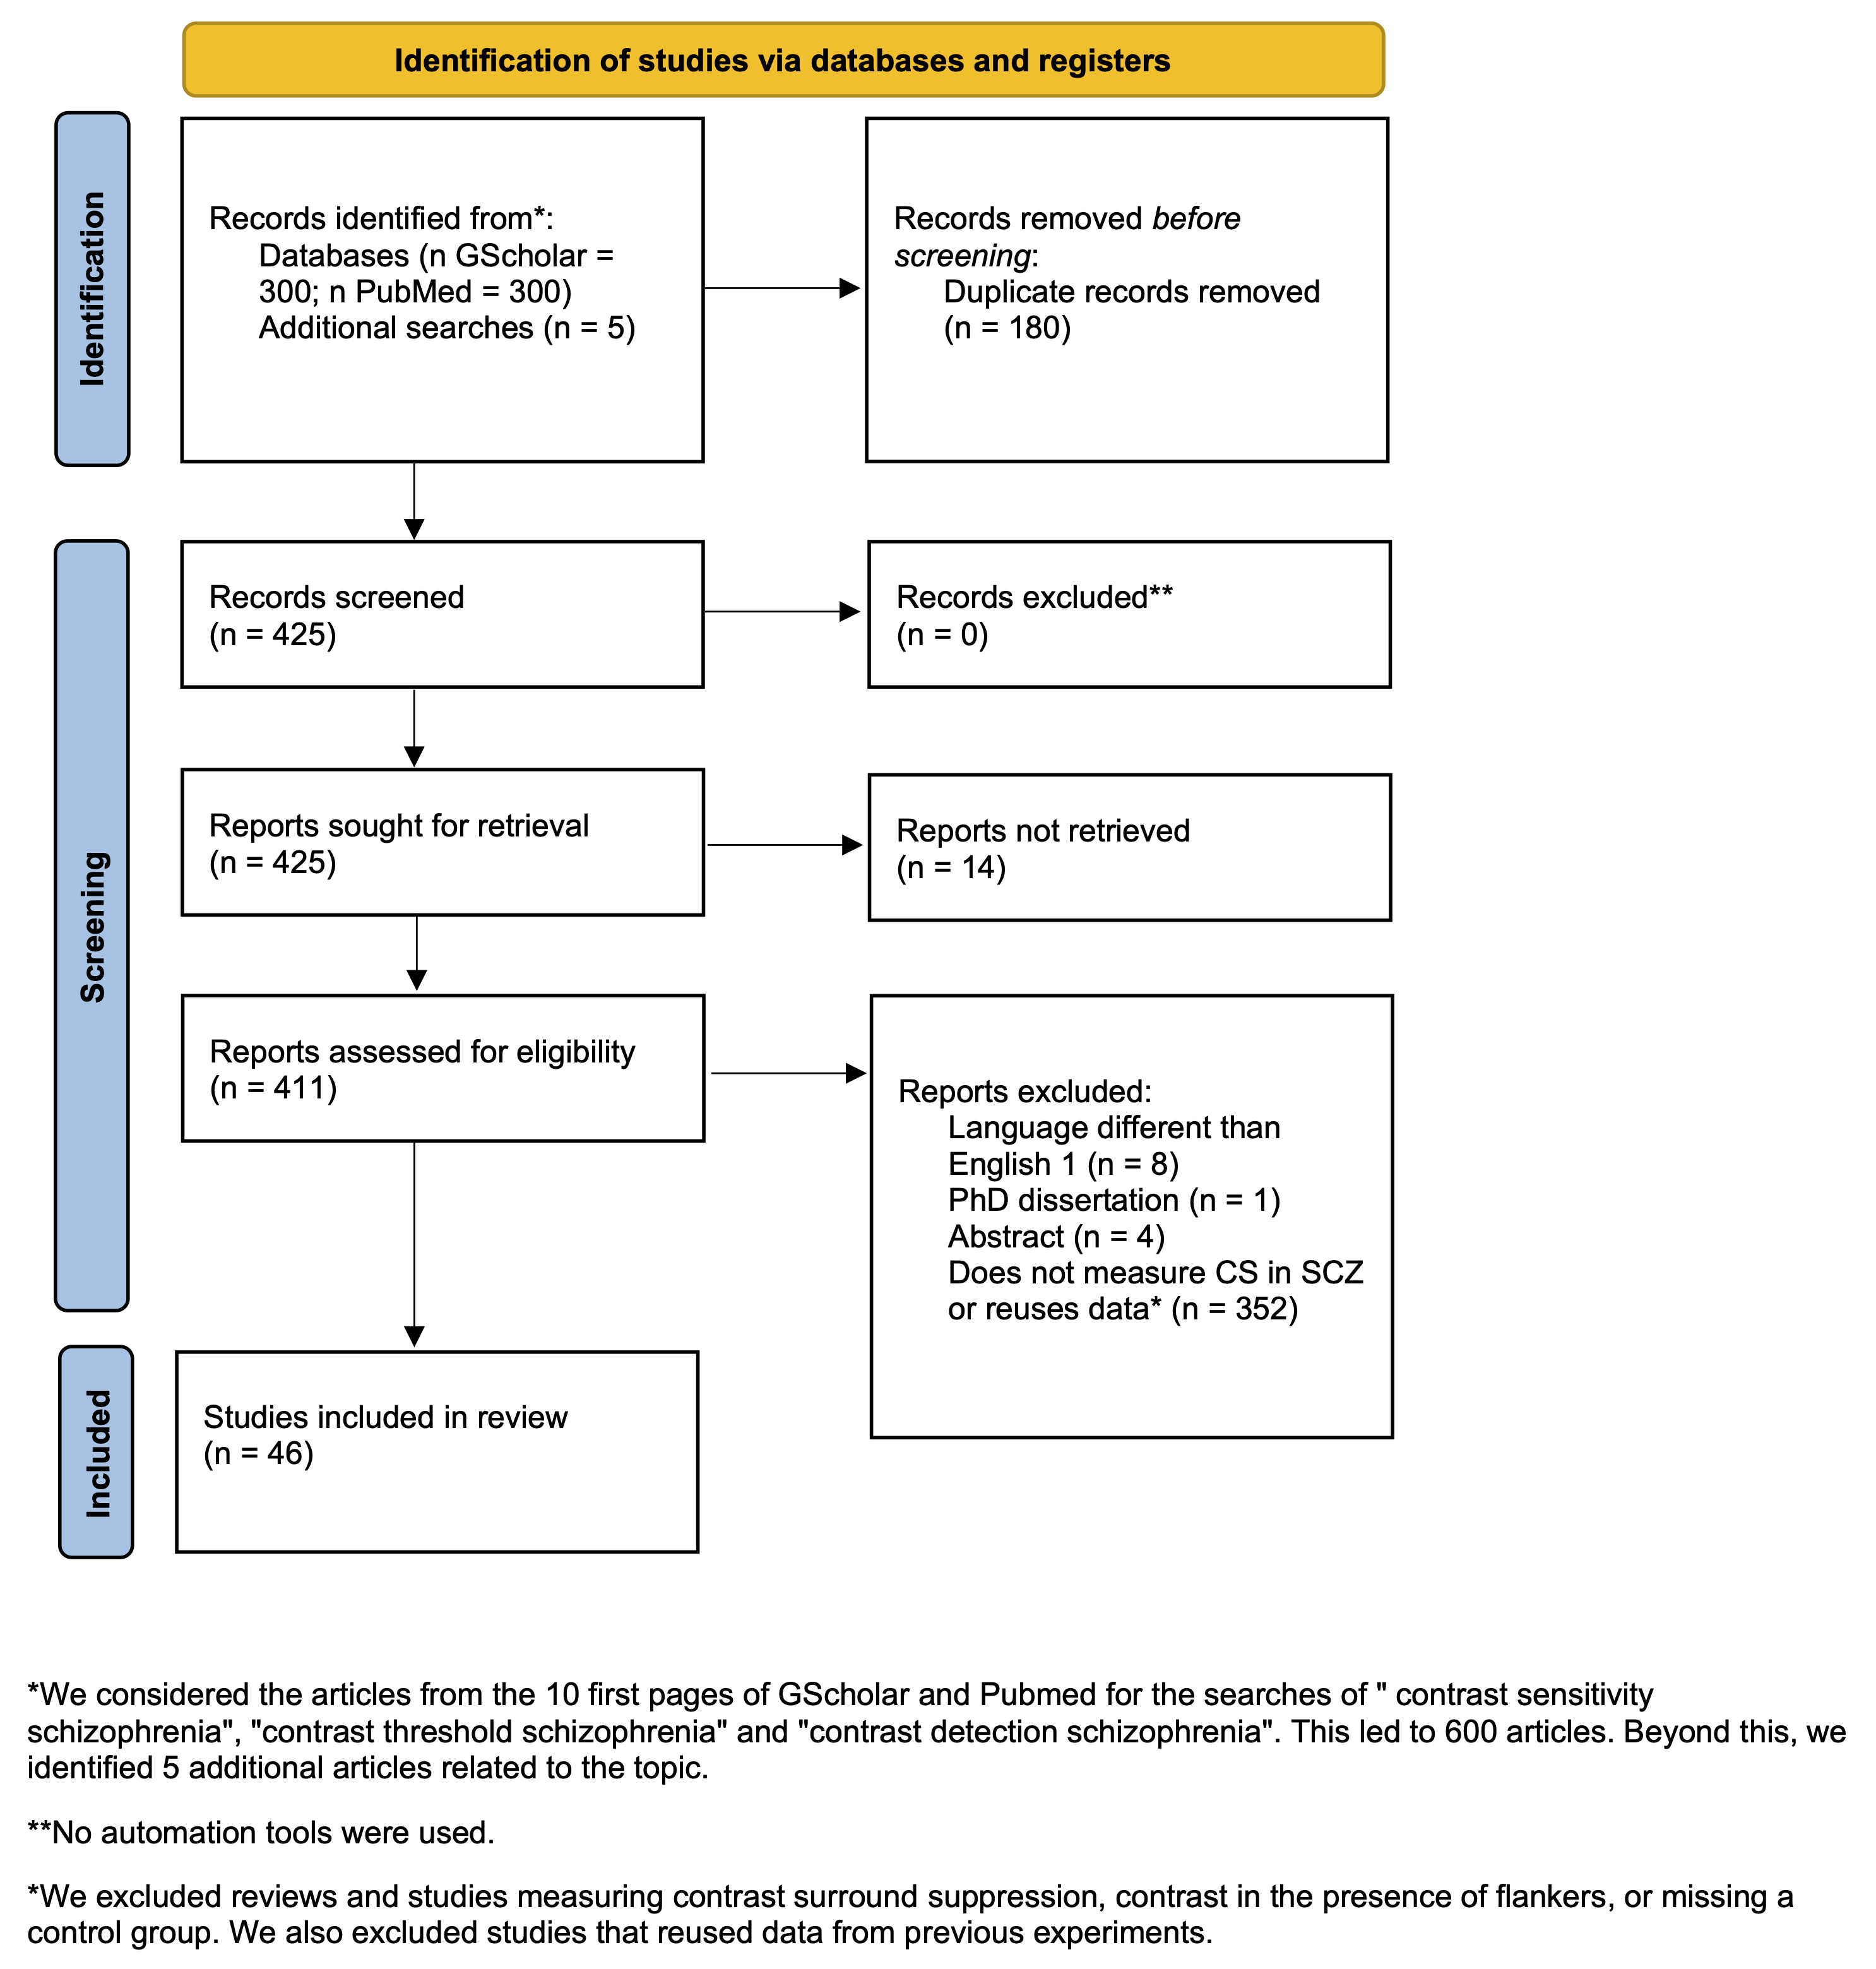 Identification of studies via databases and registers
Identification
Records identified from*:
Databases (n GScholar =
300; n PubMed = 300)
Additional searches (n = 5)
Records removed before
screening:
Duplicate records removed
(n = 180)
Screening
Records screened
(n = 425)
Records excluded**
(n = 0)
Reports sought for retrieval
(n = 425)
Reports not retrieved
(n = 14)
Reports assessed for eligibility
(n = 411)
Reports excluded:
Language different than
English 1 (n = 8)
PhD dissertation (n = 1)
Abstract (n = 4)
Does not measure CS in SCZ
or reuses data* (n = 352)
Included
Studies included in review
(n = 46)
*We considered the articles from the 10 first pages of GScholar and Pubmed for the searches of " contrast sensitivity
schizophrenia", "contrast threshold schizophrenia" and "contrast detection schizophrenia". This led to 600 articles. Beyond this, we
identified 5 additional articles related to the topic.
**No automation tools were used.
*We excluded reviews and studies measuring contrast surround suppression, contrast in the presence of flankers, or missing a
control group. We also excluded studies that reused data from previous experiments.